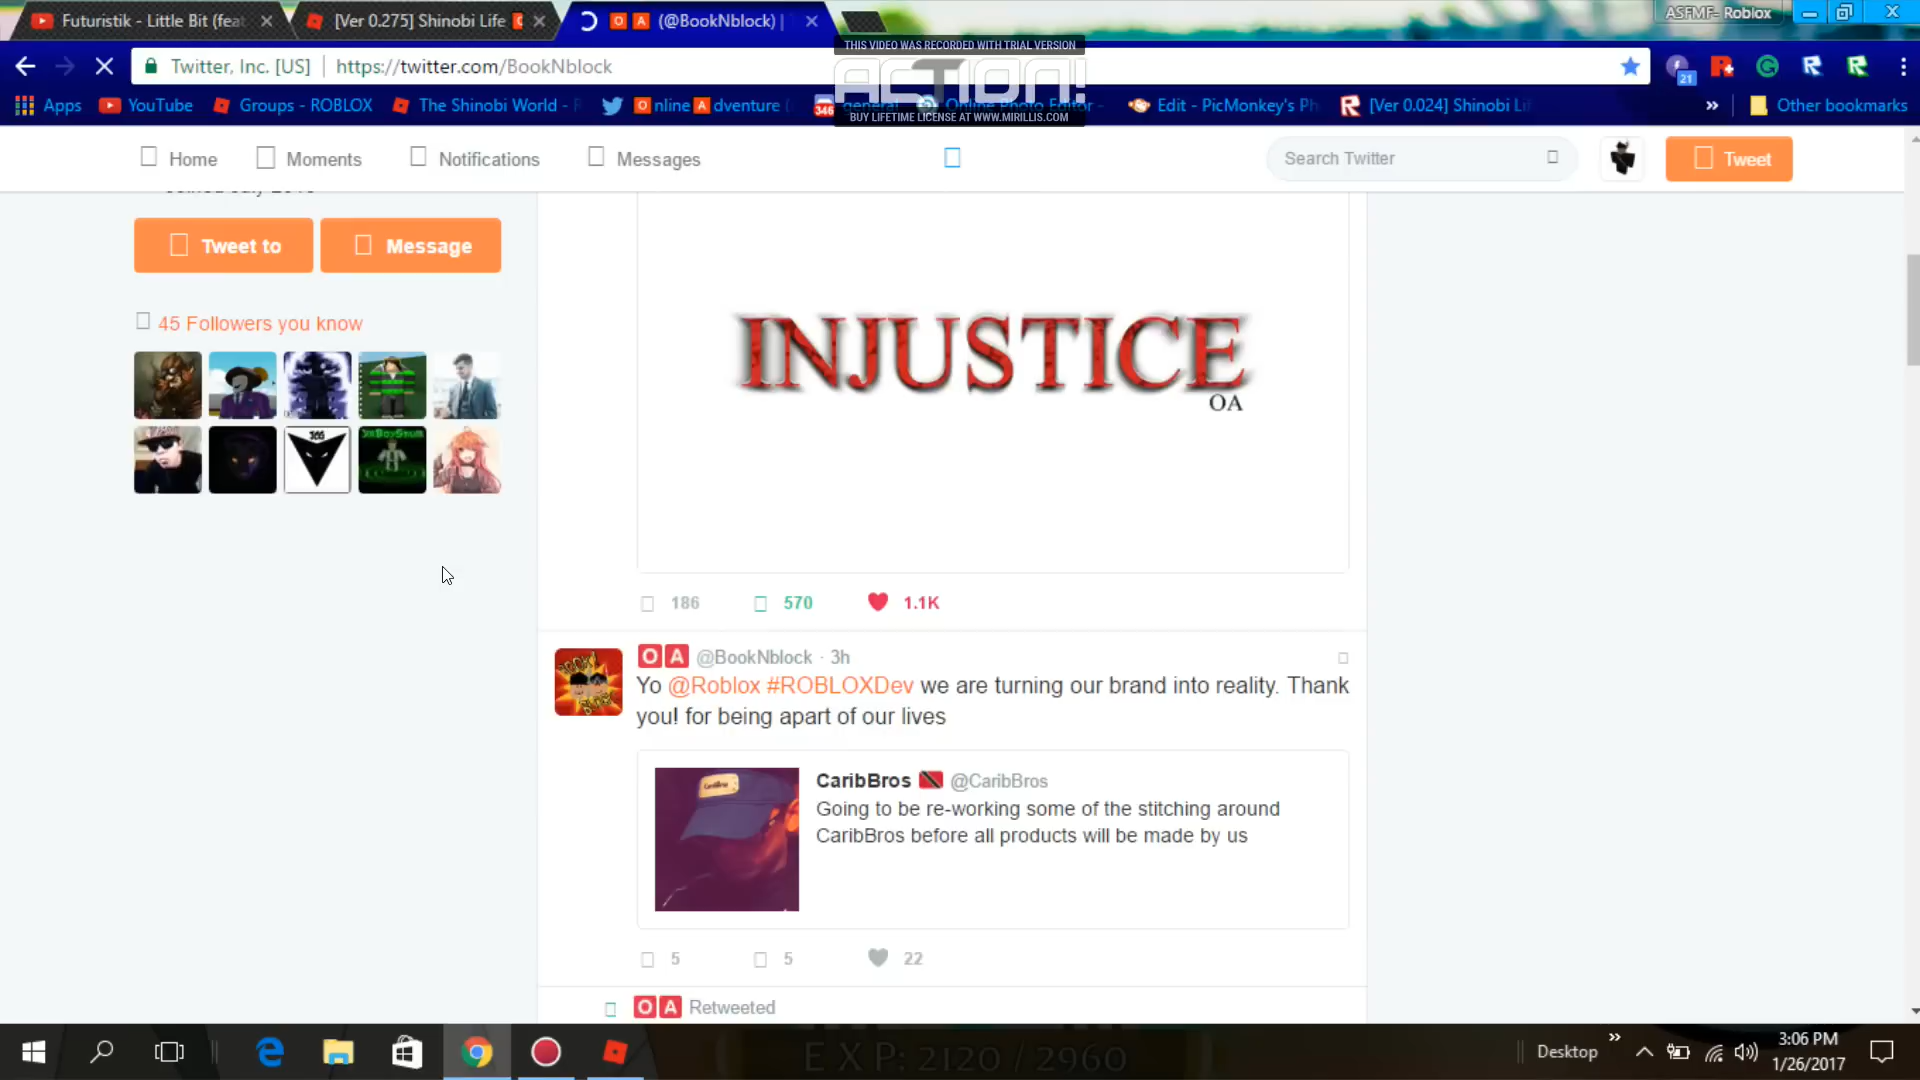 Futuristik - Little Bit (feat
[Ver 0.275] Shinobi Life 🅾
🅾🅰 (@BookNblock) |
ASFMF- Roblox
THIS VIDEO WAS RECORDED WITH TRIAL VERSION
ACTION!
BUY LIFETIME LICENSE AT WWW.MIRILLIS.COM
Twitter, Inc. [US] | https://twitter.com/BookNblock
21
Apps YouTube Groups - ROBLOX The Shinobi World - 🅾nline🅰dventure 346 general Online Photo Editor - Edit - PicMonkey's Ph [Ver 0.024] Shinobi Li » Other bookmarks
Home Moments Notifications Messages Search Twitter Tweet
Tweet to Message
45 Followers you know
INJUSTICE
OA
186 570 1.1K
🅾🅰 @BookNblock · 3h
Yo @Roblox #ROBLOXDev we are turning our brand into reality. Thank
you! for being apart of our lives
CaribBros 🇹🇹 @CaribBros
Going to be re-working some of the stitching around
CaribBros before all products will be made by us
5 5 22
🅾🅰 Retweeted
EXP: 2120 / 2960
Desktop »
3:06 PM
1/26/2017